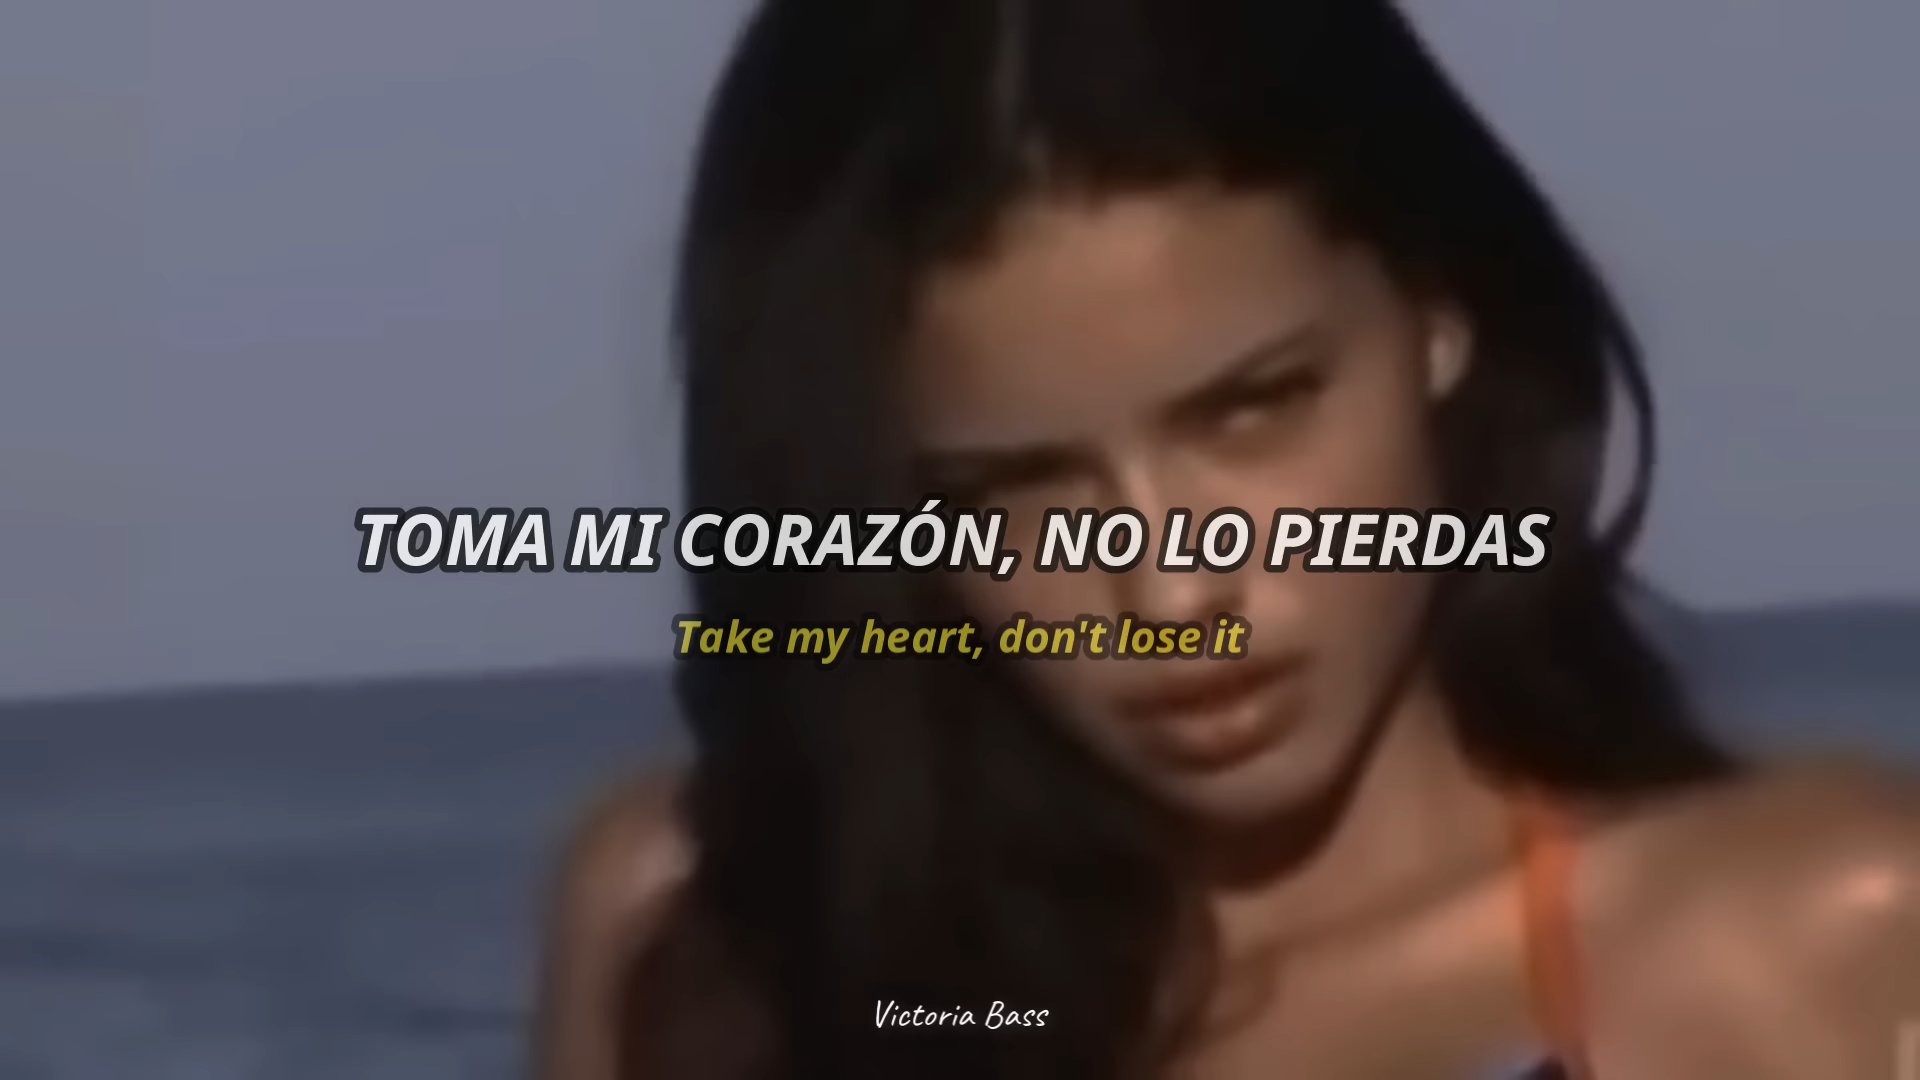 TOMA MI CORAZÓN, NO LO PIERDAS
Take my heart, don't lose it
Victoria Bass